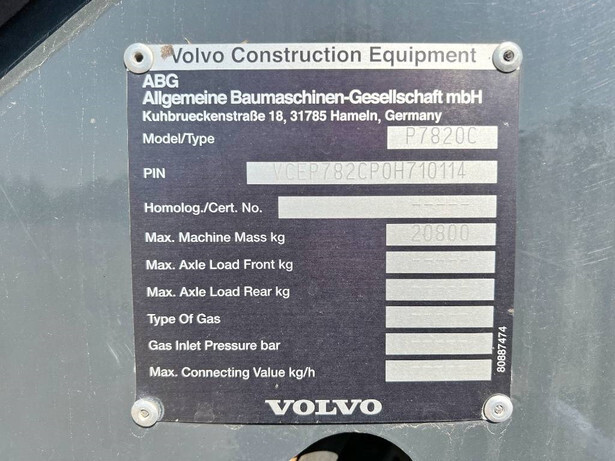 Volvo Construction Equipment
ABG
Allgemeine Baumaschinen-Gesellschaft mbH
Kuhbrueckenstraße 18, 31785 Hameln, Germany
Model/Type P7820C
PIN VCEP782CP0H710114
Homolog./Cert. No. -----
Max. Machine Mass kg 20800
Max. Axle Load Front kg -----
Max. Axle Load Rear kg -----
Type Of Gas -----
Gas Inlet Pressure bar -----
Max. Connecting Value kg/h -----
80887474
VOLVO